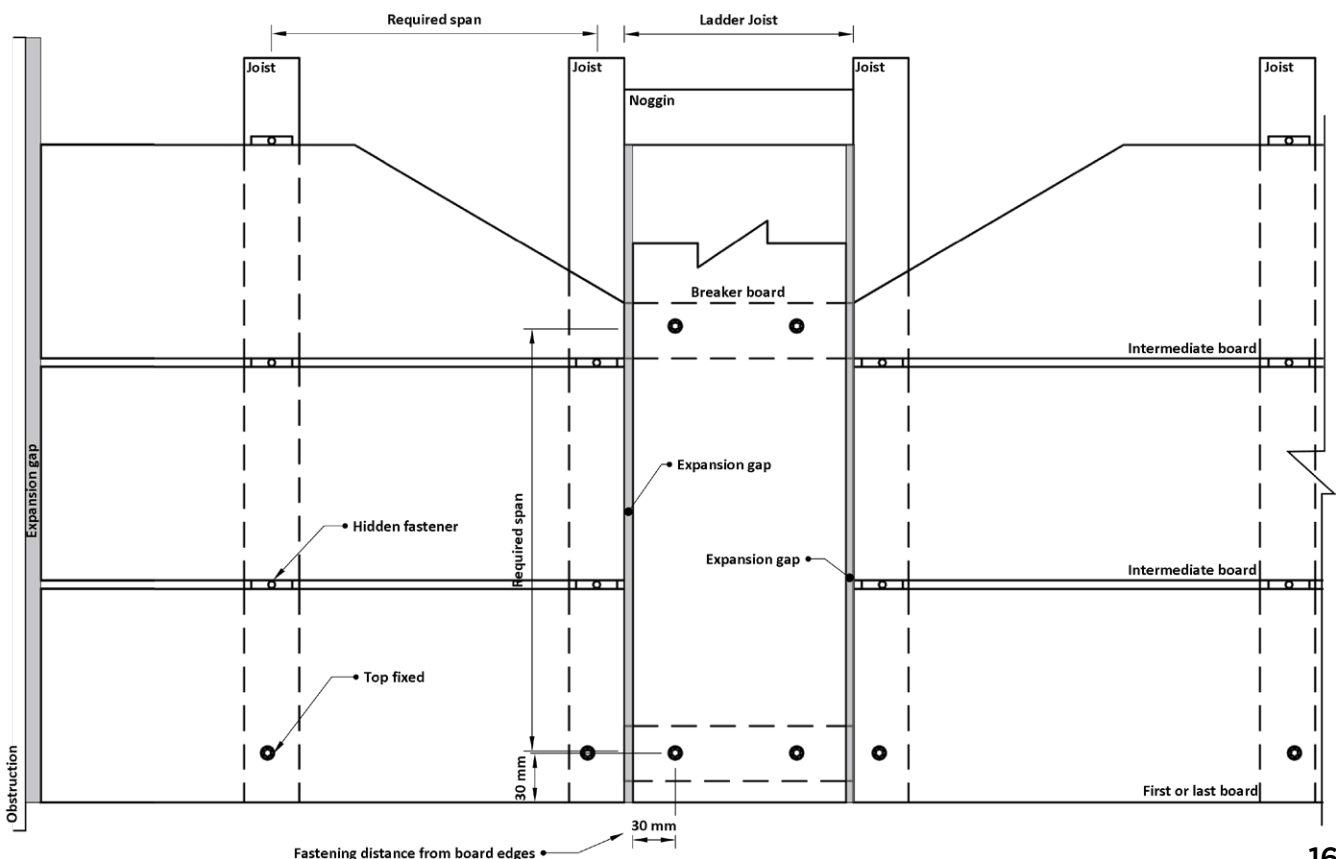 Required span
Ladder Joist
Joist
Joist
Joist
Joist
Noggin
Breaker board
Intermediate board
Expansion gap
Expansion gap
Required span
Hidden fastener
Expansion gap
Intermediate board
Top fixed
Obstruction
30 mm
First or last board
30 mm
Fastening distance from board edges
16